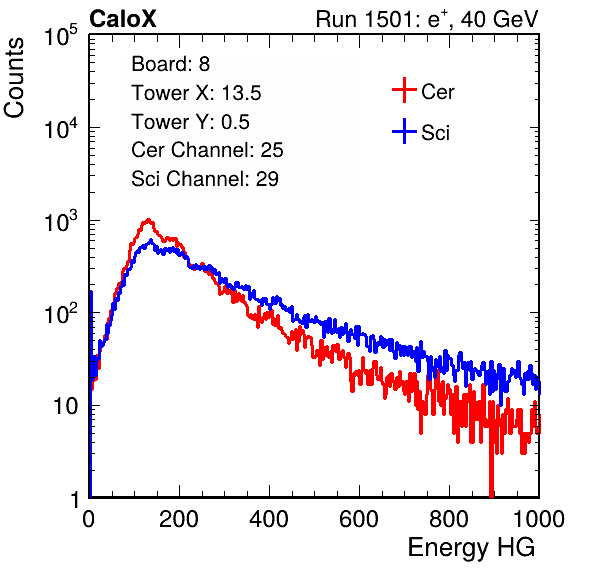 CaloX Run 1501: e⁺, 40 GeV
Board: 8
Tower X: 13.5
Tower Y: 0.5
Cer Channel: 25
Sci Channel: 29
Cer
Sci
Counts
10⁵
10⁴
10³
10²
10
1
0 200 400 600 800 1000
Energy HG